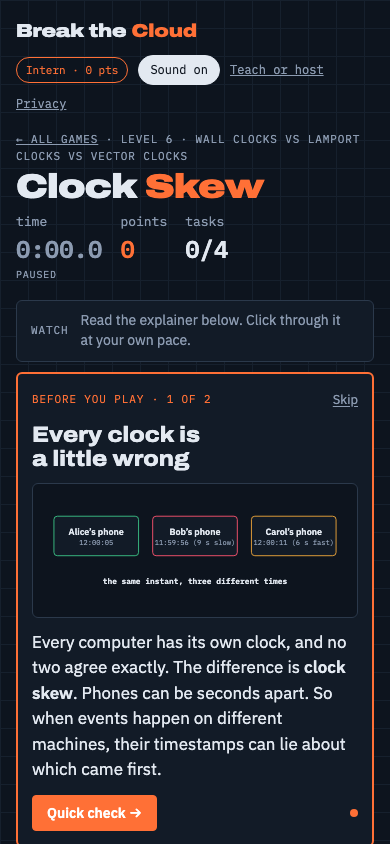 Break the Cloud
Intern · 0 pts
Sound on
Teach or host
Privacy
← ALL GAMES · LEVEL 6 · WALL CLOCKS VS LAMPORT
CLOCKS VS VECTOR CLOCKS
Clock Skew
time points tasks
0:00.0 0 0/4
PAUSED
WATCH
Read the explainer below. Click through it
at your own pace.
BEFORE YOU PLAY · 1 OF 2
Skip
Every clock is
a little wrong
Alice's phone
12:00:05
Bob's phone
11:59:56 (9 s slow)
Carol's phone
12:00:11 (6 s fast)
the same instant, three different times
Every computer has its own clock, and no
two agree exactly. The difference is clock
skew. Phones can be seconds apart. So
when events happen on different
machines, their timestamps can lie about
which came first.
Quick check →